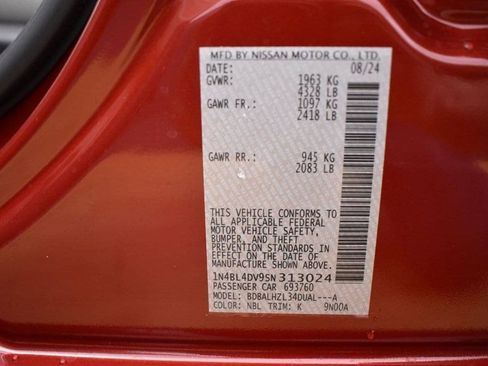 MFD BY NISSAN MOTOR CO., LTD.
DATE: 08/24
GVWR: 1963 KG
4328 LB
GAWR FR.: 1097 KG
2418 LB
GAWR RR.: 945 KG
2083 LB
THIS VEHICLE CONFORMS TO
ALL APPLICABLE FEDERAL
MOTOR VEHICLE SAFETY,
BUMPER, AND THEFT
PREVENTION STANDARDS IN
EFFECT ON THE DATE OF
MANUFACTURE SHOWN ABOVE.
1N4BL4DV9SN313024
PASSENGER CAR 693760
MODEL: BDBALHZL34DUAL---A
COLOR: NBL TRIM: K 9N00A